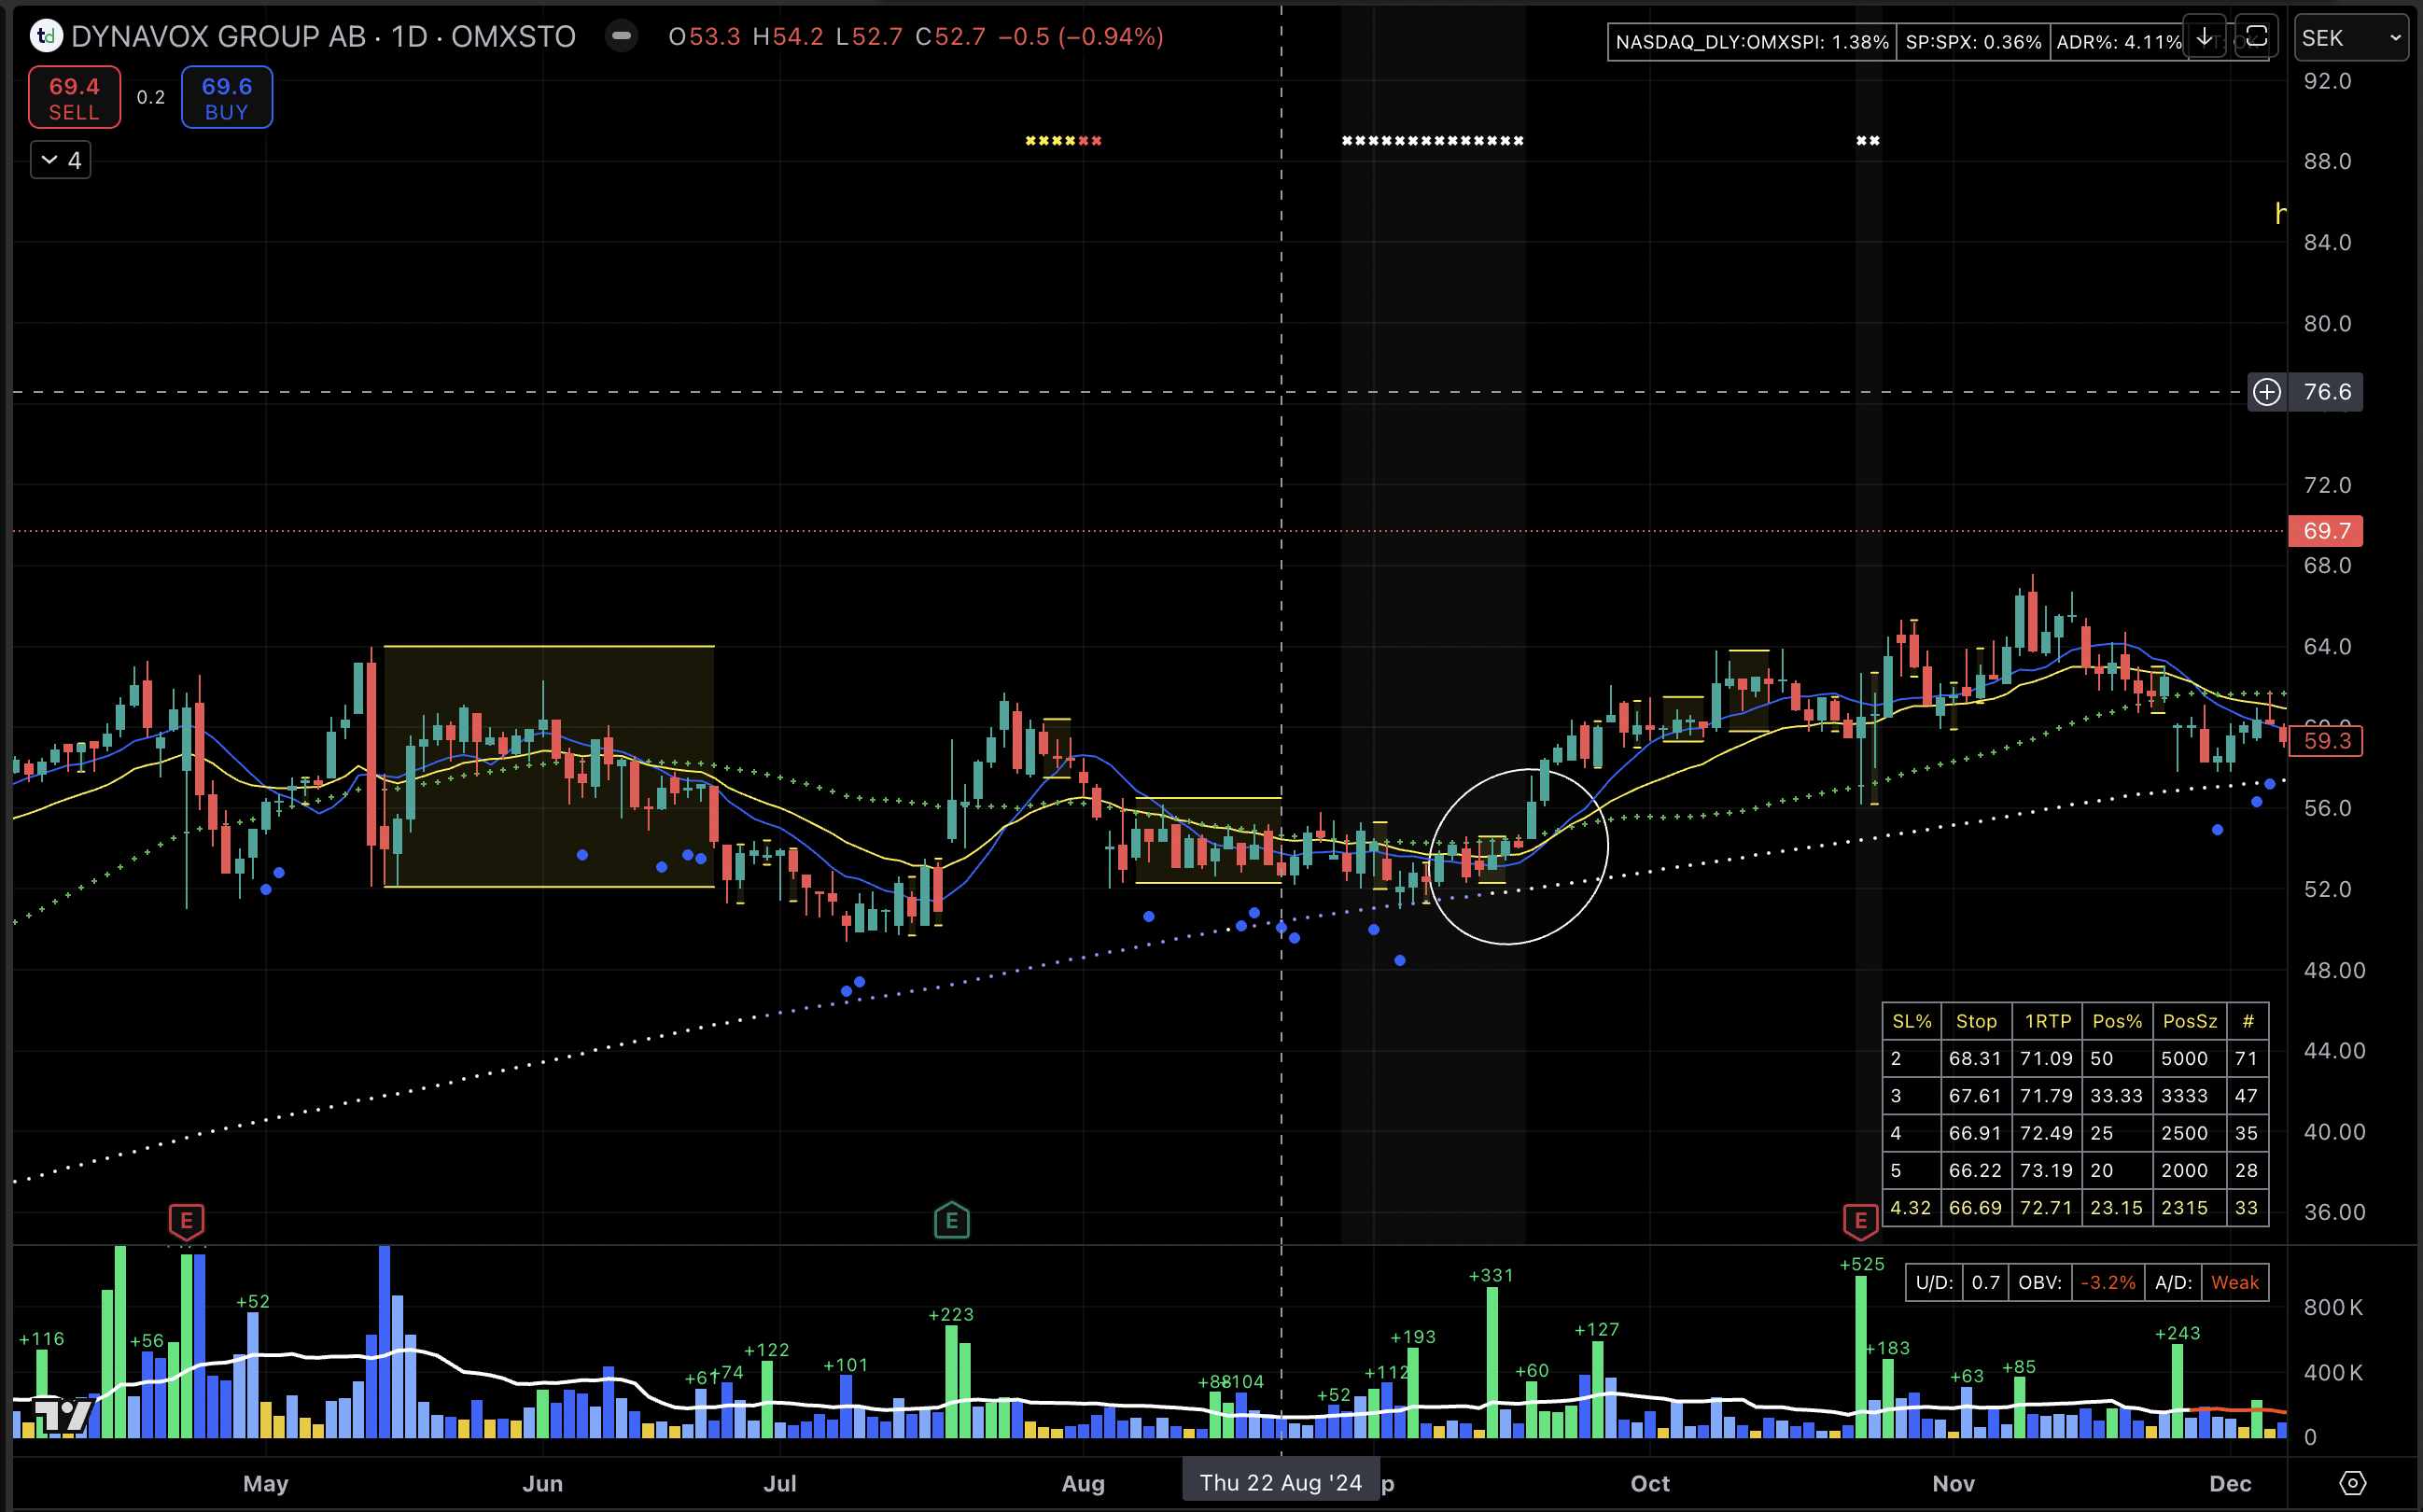 td DYNAVOX GROUP AB · 1D · OMXSTO O53.3 H54.2 L52.7 C52.7 −0.5 (−0.94%)
NASDAQ_DLY:OMXSPI: 1.38% SP:SPX: 0.36% ADR%: 4.11%
SEK
69.4 SELL
0.2
69.6 BUY
4
92.0
88.0
84.0
80.0
76.6
72.0
69.7
68.0
64.0
59.3
56.0
52.0
48.00
44.00
40.00
36.00
SL% Stop 1RTP Pos% PosSz #
2 68.31 71.09 50 5000 71
3 67.61 71.79 33.33 3333 47
4 66.91 72.49 25 2500 35
5 66.22 73.19 20 2000 28
4.32 66.69 72.71 23.15 2315 33
E E E
U/D: 0.7 OBV: -3.2% A/D: Weak
+116
+56
+52
+122
+101
+223
+52
+112
+193
+331
+60
+127
+525
+183
+63
+85
+243
800K
400K
0
May Jun Jul Aug Thu 22 Aug '24 Oct Nov Dec